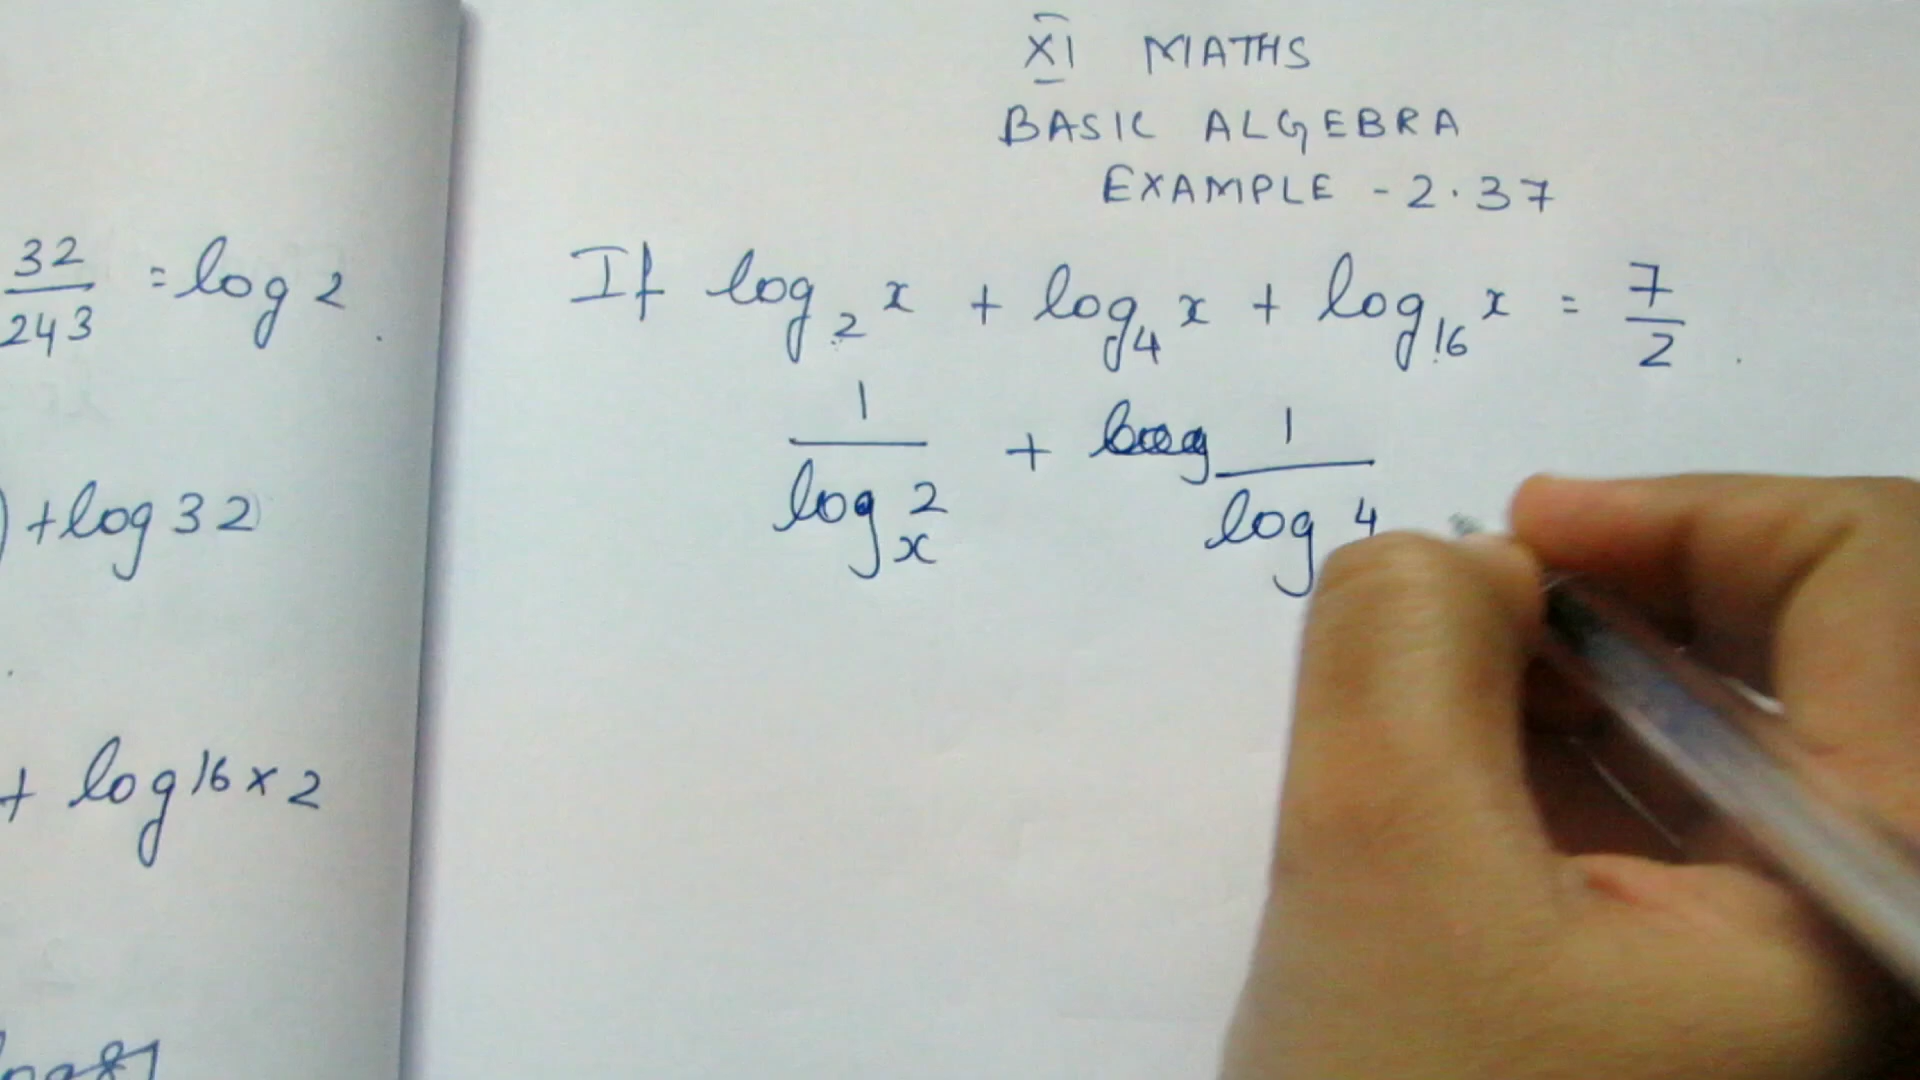 32/243 = log 2
) + log 32
+ log 16 x 2
XI MATHS
BASIC ALGEBRA
EXAMPLE - 2.37
If log₂ x + log₄ x + log₁₆ x = 7/2
1/logₓ 2 + 1/log 4